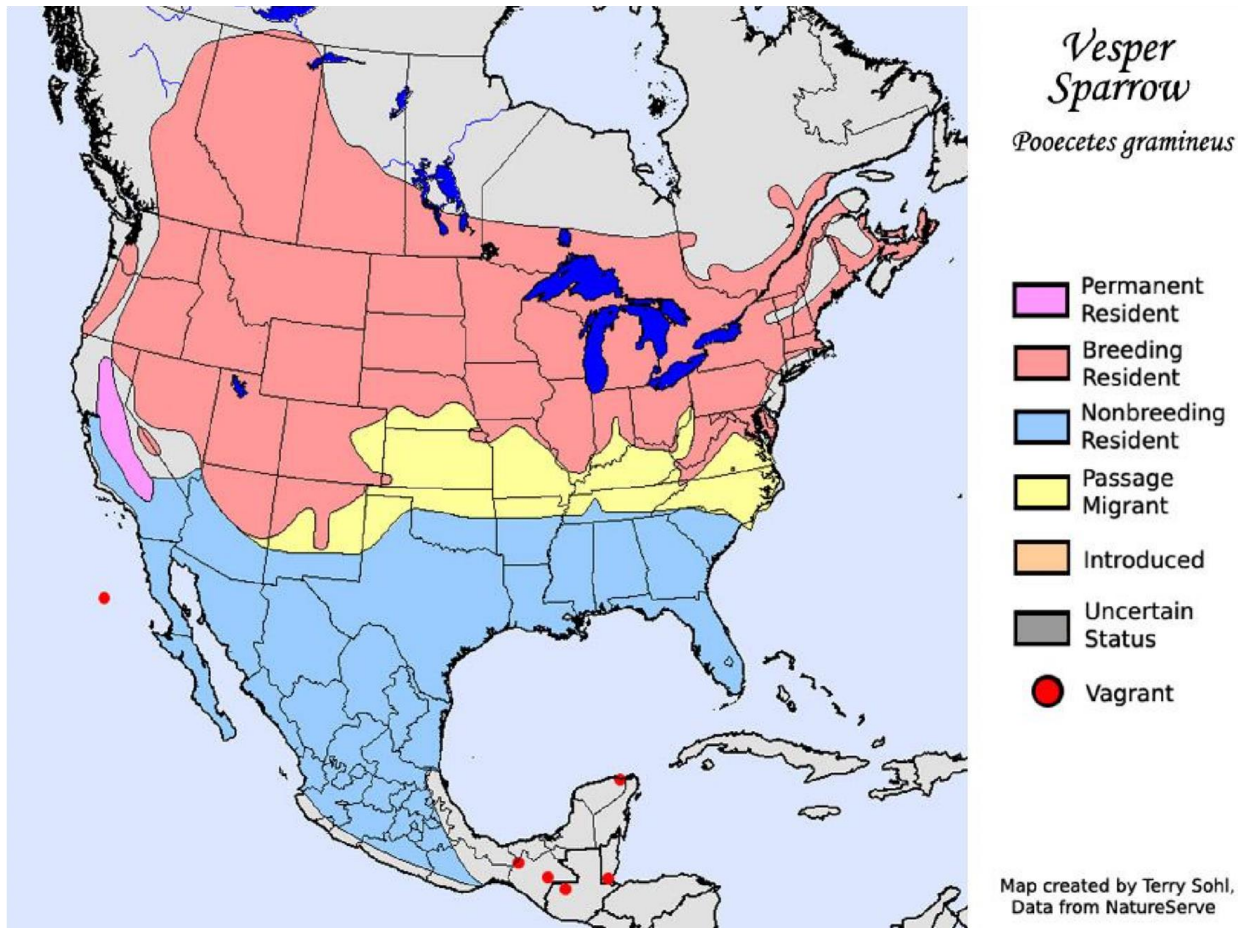 Vesper
Sparrow
Pooecetes gramineus
Permanent
Resident
Breeding
Resident
Nonbreeding
Resident
Passage
Migrant
Introduced
Uncertain
Status
Vagrant
Map created by Terry Sohl,
Data from NatureServe